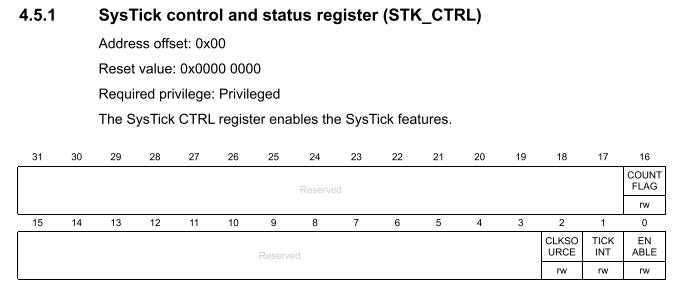 4.5.1 SysTick control and status register (STK_CTRL)
Address offset: 0x00
Reset value: 0x0000 0000
Required privilege: Privileged
The SysTick CTRL register enables the SysTick features.
31 30 29 28 27 26 25 24 23 22 21 20 19 18 17 16
Reserved
COUNT
FLAG
rw
15 14 13 12 11 10 9 8 7 6 5 4 3 2 1 0
Reserved
CLKSO TICK EN
URCE INT ABLE
rw rw rw